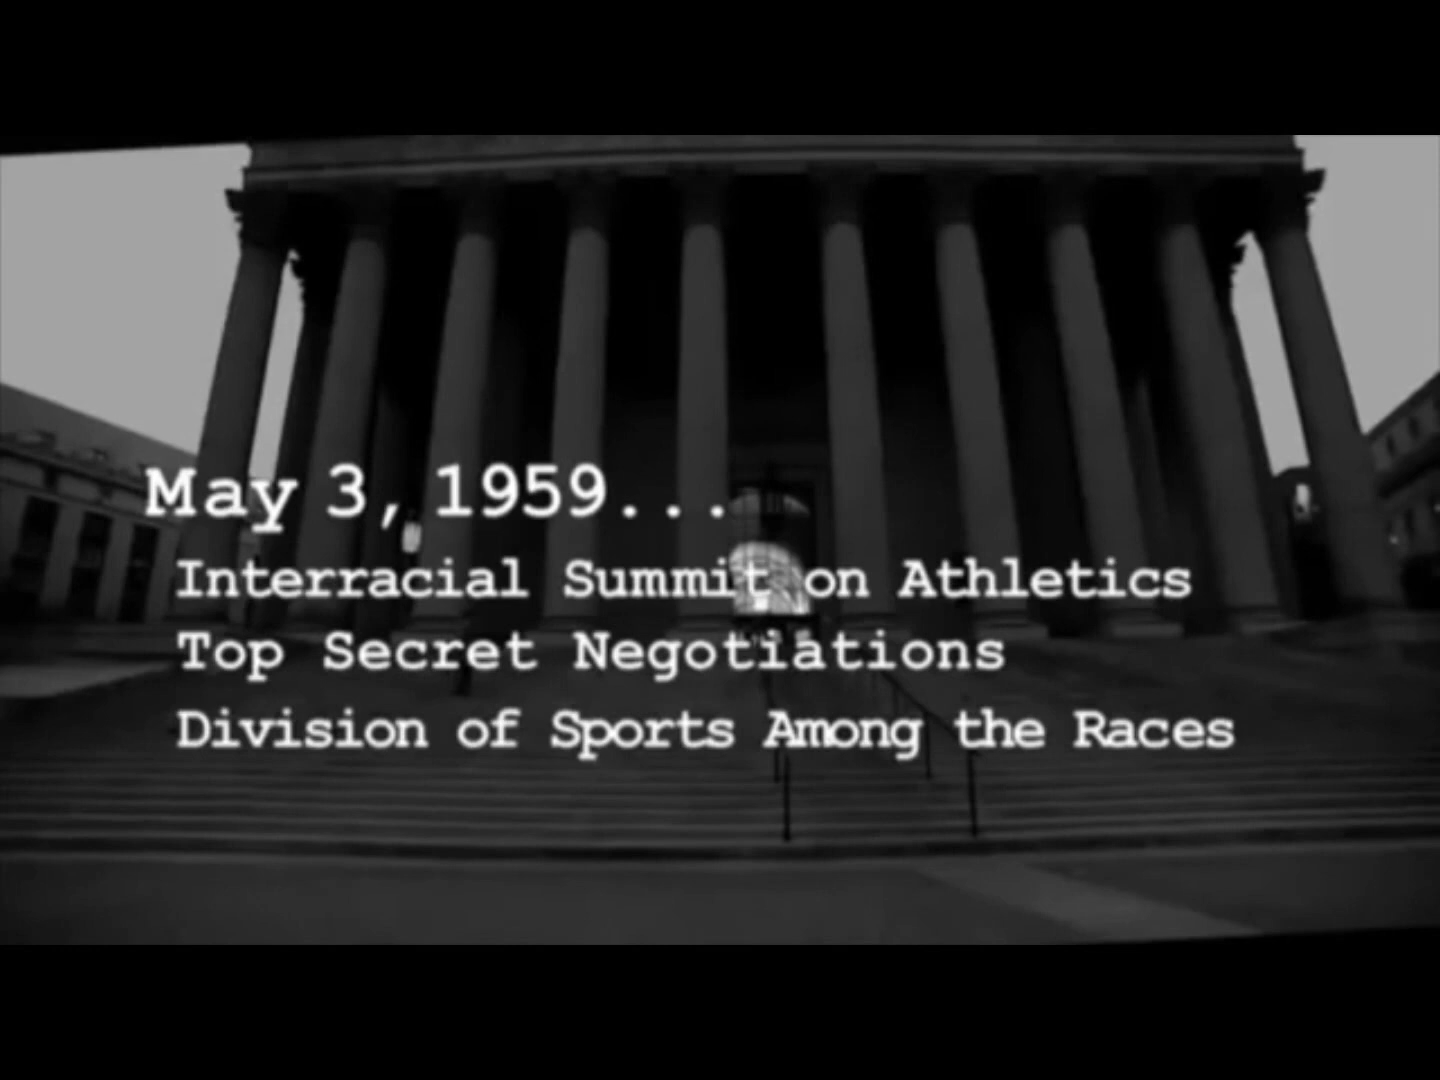 May 3, 1959...
Interracial Summit on Athletics
Top Secret Negotiations
Division of Sports Among the Races